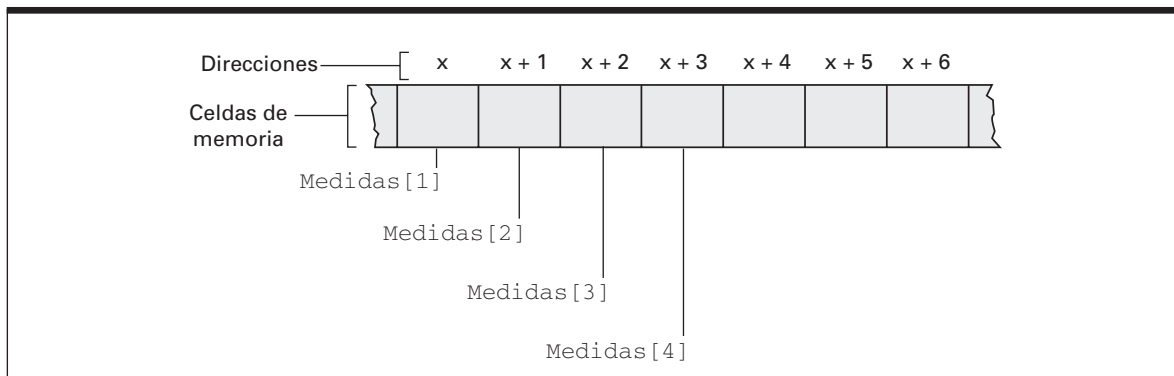 Direcciones x x + 1 x + 2 x + 3 x + 4 x + 5 x + 6
Celdas de
memoria
Medidas[1]
Medidas[2]
Medidas[3]
Medidas[4]